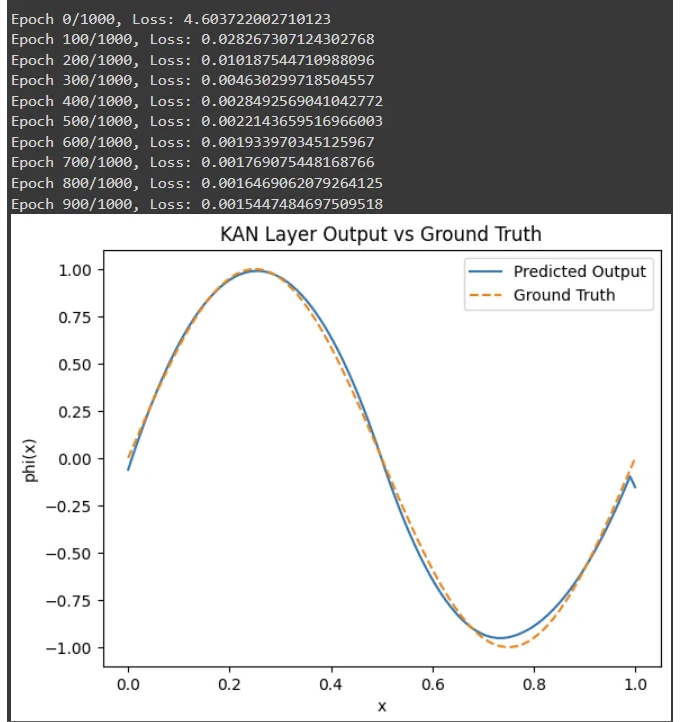 Epoch 0/1000, Loss: 4.603722002710123
Epoch 100/1000, Loss: 0.028267307124302768
Epoch 200/1000, Loss: 0.010187544710988096
Epoch 300/1000, Loss: 0.004630299718504557
Epoch 400/1000, Loss: 0.0028492569041042772
Epoch 500/1000, Loss: 0.0022143659516966003
Epoch 600/1000, Loss: 0.001933970345125967
Epoch 700/1000, Loss: 0.001769075448168766
Epoch 800/1000, Loss: 0.0016469062079264125
Epoch 900/1000, Loss: 0.0015447484697509518
KAN Layer Output vs Ground Truth
Predicted Output
Ground Truth
1.00
0.75
0.50
0.25
0.00
−0.25
−0.50
−0.75
−1.00
phi(x)
0.0 0.2 0.4 0.6 0.8 1.0
x